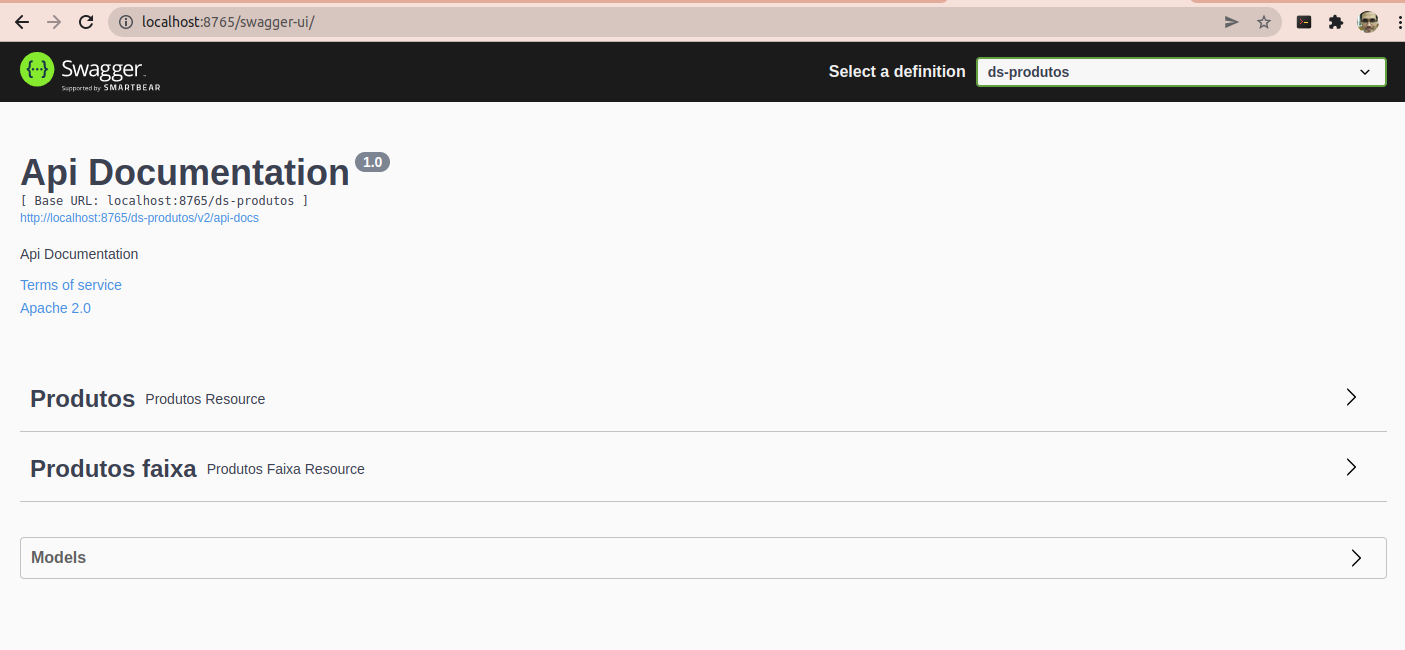 localhost:8765/swagger-ui/
Swagger
Supported by SMARTBEAR
Select a definition
ds-produtos
Api Documentation 1.0
[ Base URL: localhost:8765/ds-produtos ]
http://localhost:8765/ds-produtos/v2/api-docs
Api Documentation
Terms of service
Apache 2.0
Produtos Produtos Resource
Produtos faixa Produtos Faixa Resource
Models